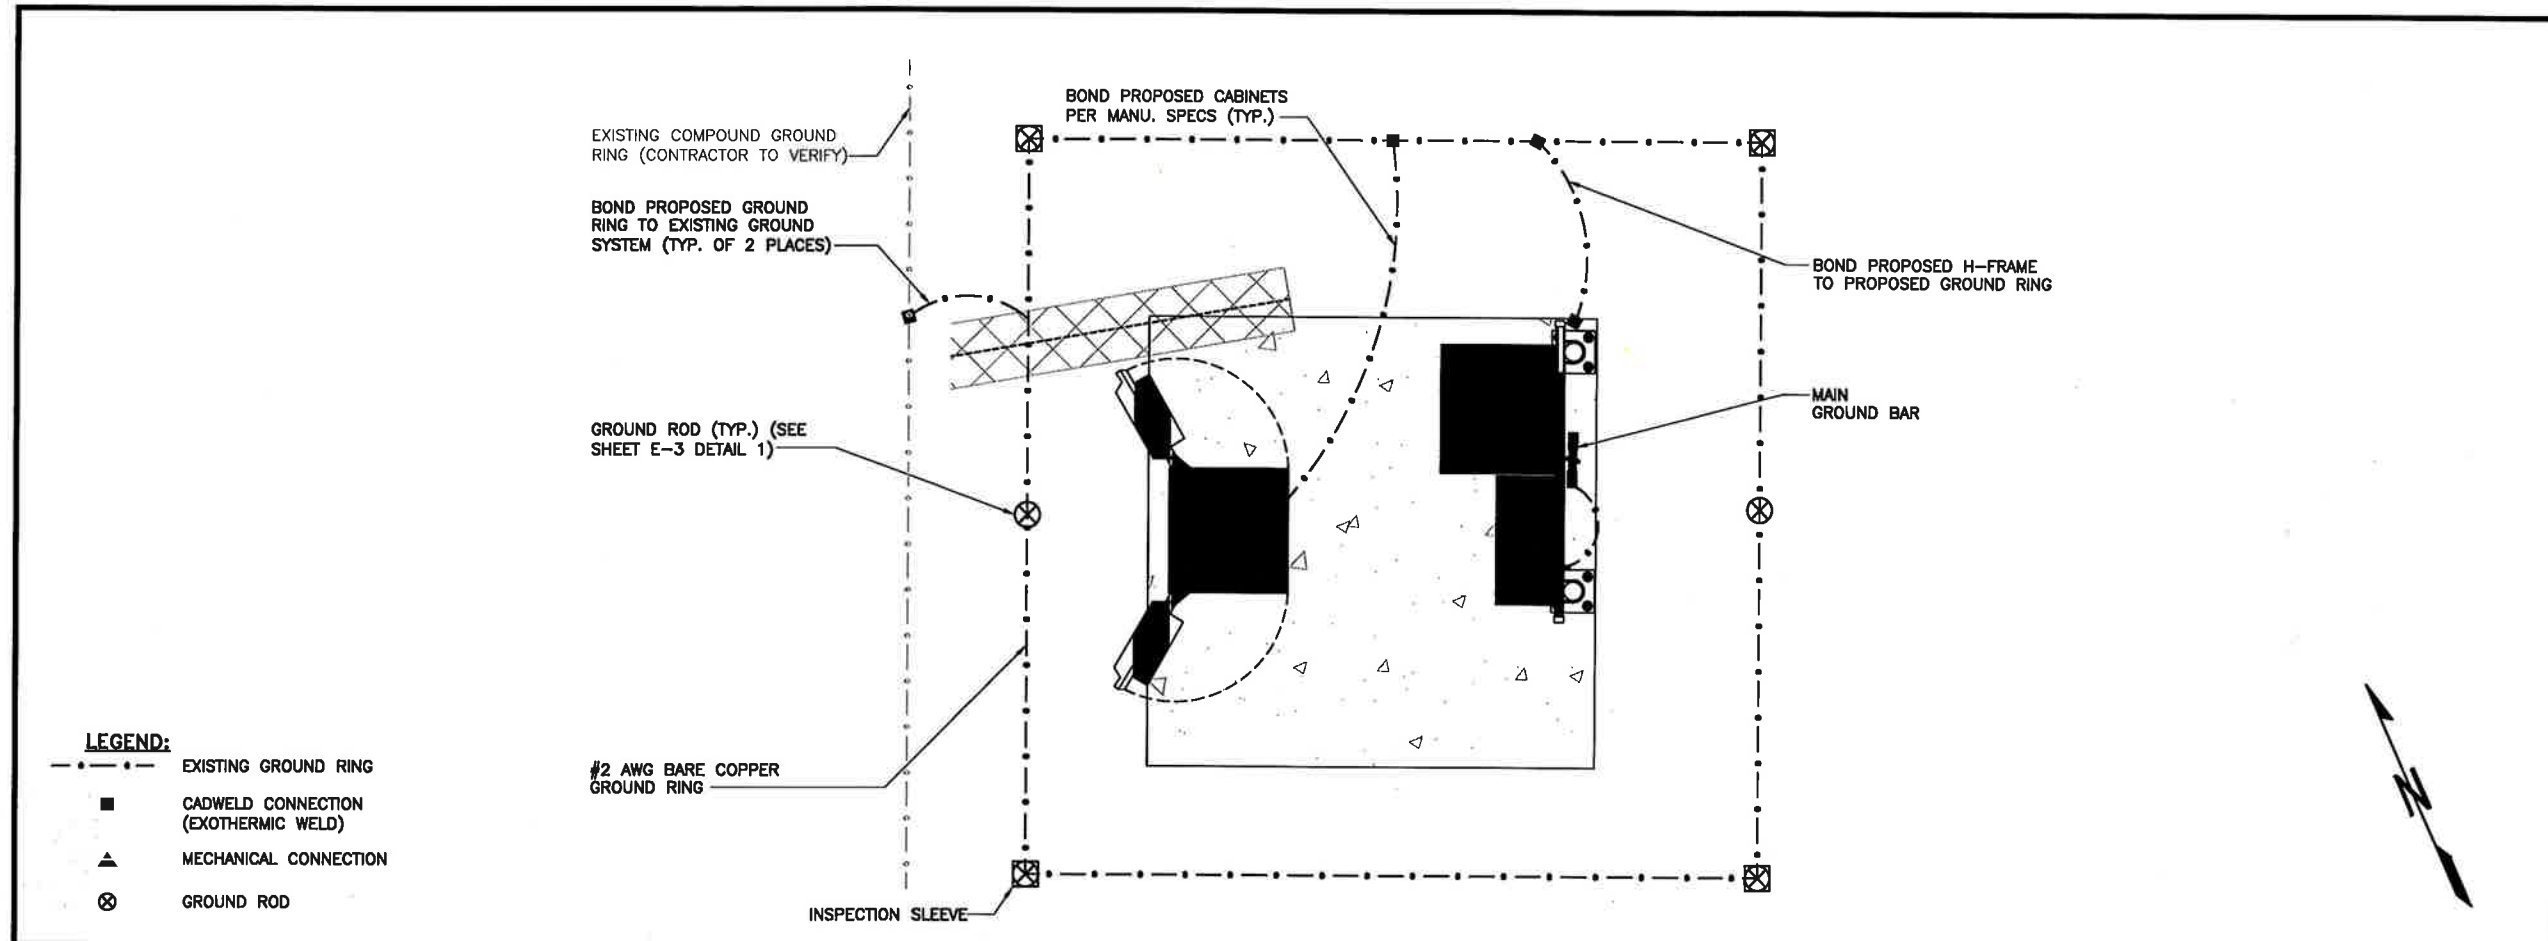 BOND PROPOSED CABINETS
PER MANU. SPECS (TYP.)
EXISTING COMPOUND GROUND
RING (CONTRACTOR TO VERIFY)
BOND PROPOSED GROUND
RING TO EXISTING GROUND
SYSTEM (TYP. OF 2 PLACES)
BOND PROPOSED H-FRAME
TO PROPOSED GROUND RING
MAIN
GROUND BAR
GROUND ROD (TYP.) (SEE
SHEET E-3 DETAIL 1)
#2 AWG BARE COPPER
GROUND RING
INSPECTION SLEEVE
LEGEND:
EXISTING GROUND RING
CADWELD CONNECTION
(EXOTHERMIC WELD)
MECHANICAL CONNECTION
GROUND ROD
N